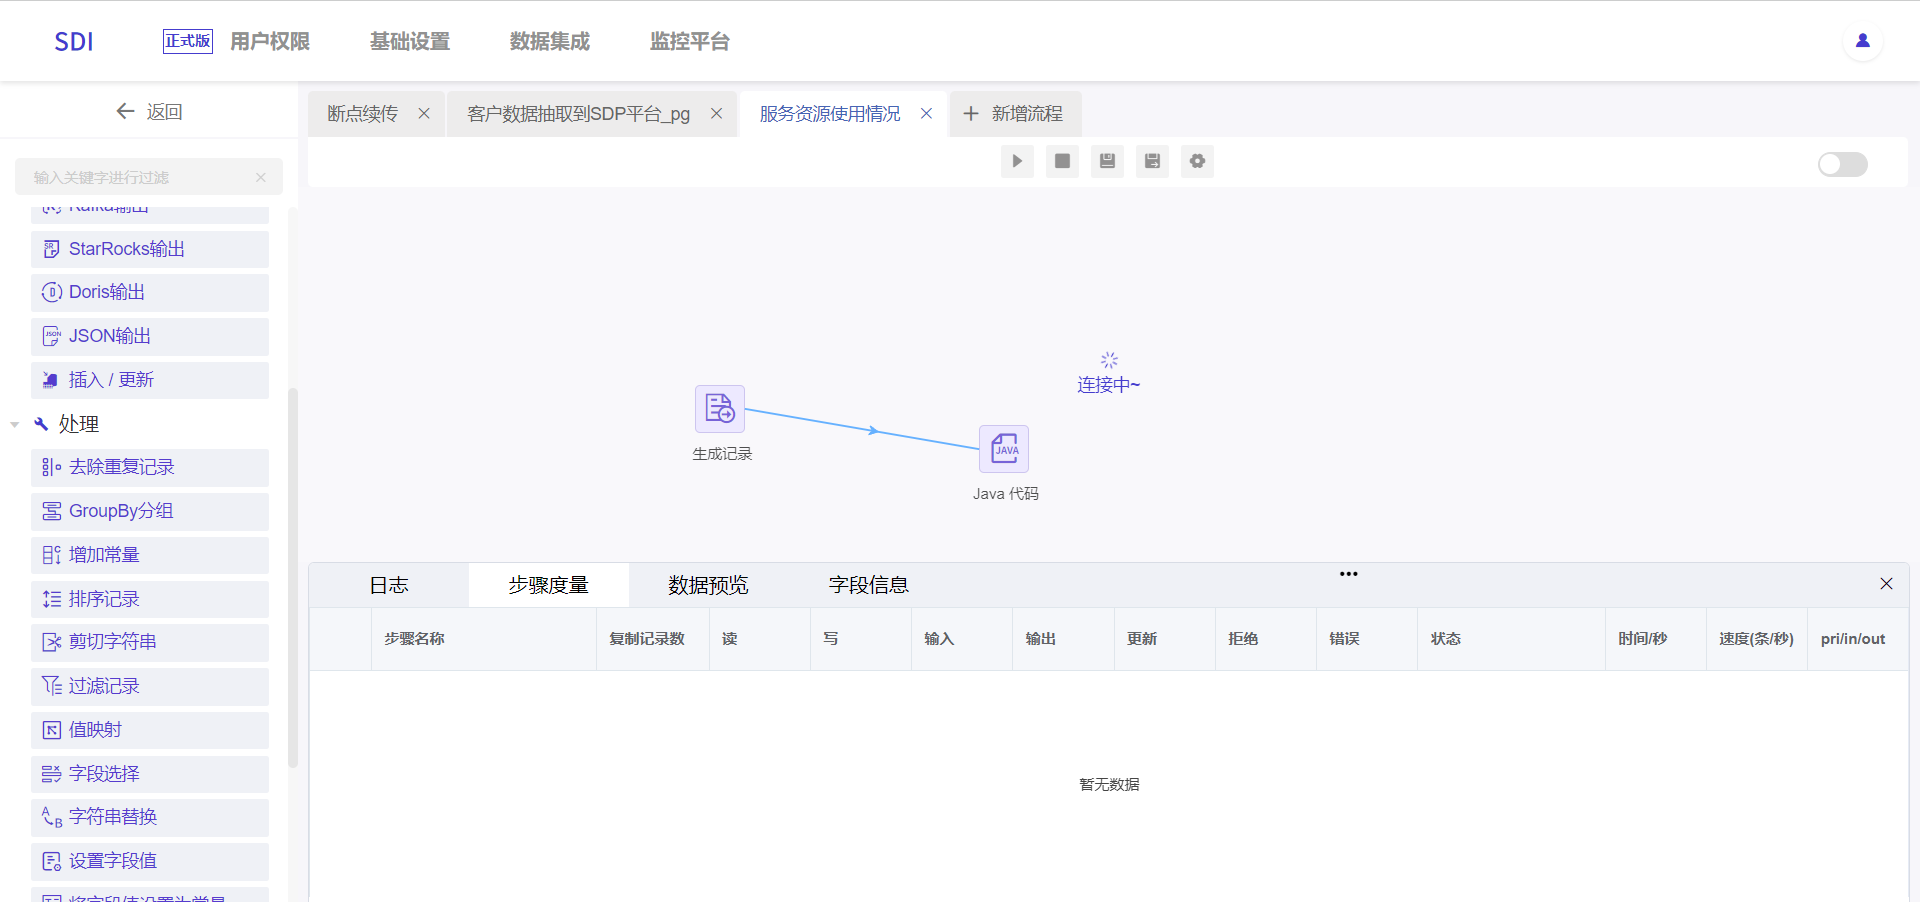 SDI
正式版
用户权限
基础设置
数据集成
监控平台
返回
断点续传
客户数据抽取到SDP平台_pg
服务资源使用情况
新增流程
输入关键字进行过滤
Kafka输出
StarRocks输出
Doris输出
JSON输出
插入 / 更新
处理
去除重复记录
GroupBy分组
增加常量
排序记录
剪切字符串
过滤记录
值映射
字段选择
字符串替换
设置字段值
将字段值设置为常量
连接中~
生成记录
JAVA
Java 代码
日志
步骤度量
数据预览
字段信息
步骤名称
复制记录数
读
写
输入
输出
更新
拒绝
错误
状态
时间/秒
速度(条/秒)
pri/in/out
暂无数据